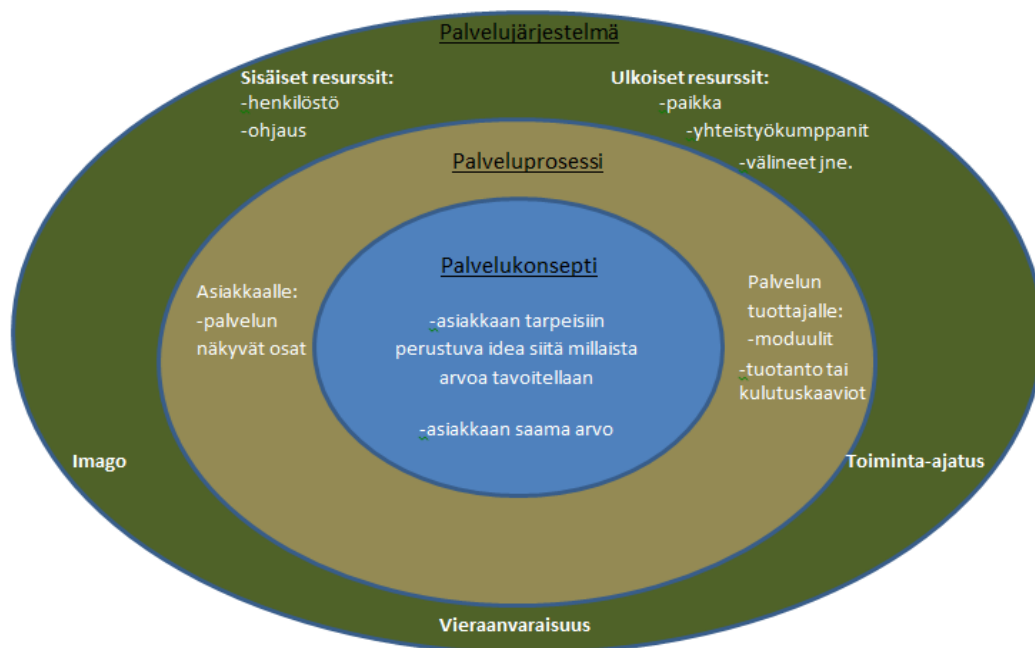 Palvelujärjestelmä
Sisäiset resurssit:
-henkilöstö
-ohjaus
Ulkoiset resurssit:
-paikka
-yhteistyökumppanit
-välineet jne.
Palveluprosessi
Asiakkaalle:
-palvelun
näkyvät osat
Palvelukonsepti
-asiakkaan tarpeisiin
perustuva idea siitä millaista
arvoa tavoitellaan
-asiakkaan saama arvo
Palvelun
tuottajalle:
-moduulit
-tuotanto tai
kulutuskaaviot
Imago
Toiminta-ajatus
Vieraanvaraisuus